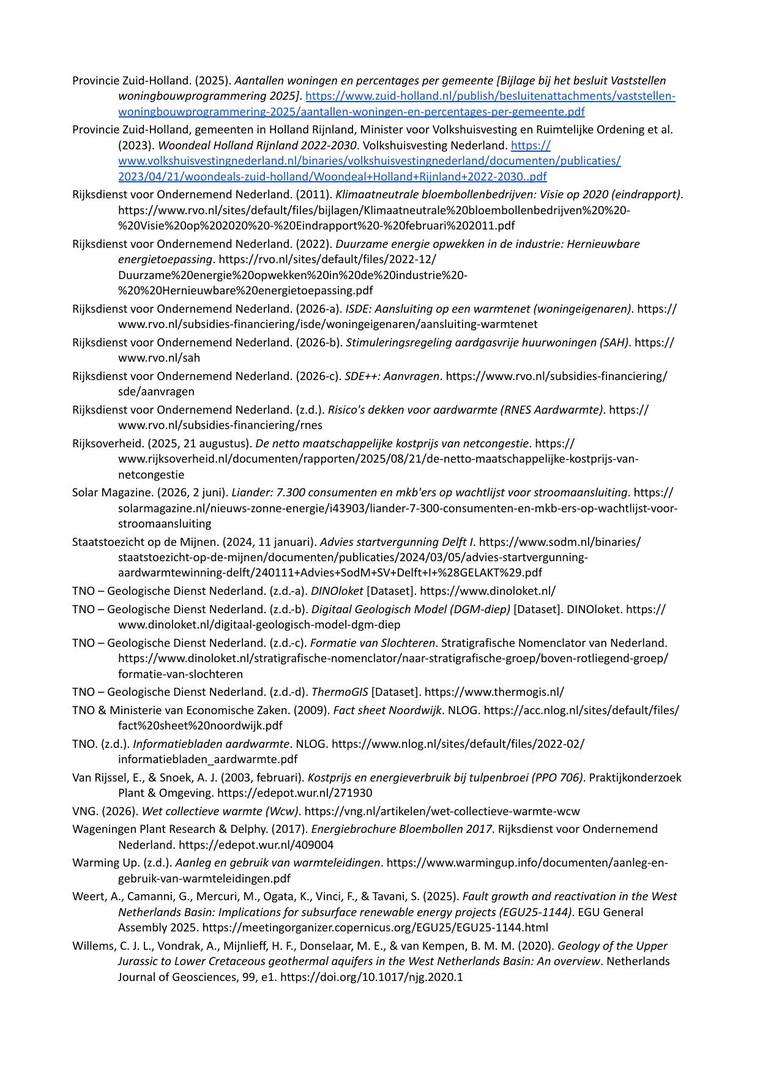 Provincie Zuid-Holland. (2025). Aantallen woningen en percentages per gemeente [Bijlage bij het besluit Vaststellen
woningbouwprogrammering 2025]. https://www.zuid-holland.nl/publish/besluitenattachments/vaststellen-
woningbouwprogrammering-2025/aantallen-woningen-en-percentages-per-gemeente.pdf
Provincie Zuid-Holland, gemeenten in Holland Rijnland, Minister voor Volkshuisvesting en Ruimtelijke Ordening et al.
(2023). Woondeal Holland Rijnland 2022-2030. Volkshuisvesting Nederland. https://
www.volkshuisvestingnederland.nl/binaries/volkshuisvestingnederland/documenten/publicaties/
2023/04/21/woondeals-zuid-holland/Woondeal+Holland+Rijnland+2022-2030..pdf
Rijksdienst voor Ondernemend Nederland. (2011). Klimaatneutrale bloembollenbedrijven: Visie op 2020 (eindrapport).
https://www.rvo.nl/sites/default/files/bijlagen/Klimaatneutrale%20bloembollenbedrijven%20%20-
%20Visie%20op%202020%20-%20Eindrapport%20-%20februari%202011.pdf
Rijksdienst voor Ondernemend Nederland. (2022). Duurzame energie opwekken in de industrie: Hernieuwbare
energietoepassing. https://rvo.nl/sites/default/files/2022-12/
Duurzame%20energie%20opwekken%20in%20de%20industrie%20-
%20%20Hernieuwbare%20energietoepassing.pdf
Rijksdienst voor Ondernemend Nederland. (2026-a). ISDE: Aansluiting op een warmtenet (woningeigenaren). https://
www.rvo.nl/subsidies-financiering/isde/woningeigenaren/aansluiting-warmtenet
Rijksdienst voor Ondernemend Nederland. (2026-b). Stimuleringsregeling aardgasvrije huurwoningen (SAH). https://
www.rvo.nl/sah
Rijksdienst voor Ondernemend Nederland. (2026-c). SDE++: Aanvragen. https://www.rvo.nl/subsidies-financiering/
sde/aanvragen
Rijksdienst voor Ondernemend Nederland. (z.d.). Risico's dekken voor aardwarmte (RNES Aardwarmte). https://
www.rvo.nl/subsidies-financiering/rnes
Rijksoverheid. (2025, 21 augustus). De netto maatschappelijke kostprijs van netcongestie. https://
www.rijksoverheid.nl/documenten/rapporten/2025/08/21/de-netto-maatschappelijke-kostprijs-van-
netcongestie
Solar Magazine. (2026, 2 juni). Liander: 7.300 consumenten en mkb'ers op wachtlijst voor stroomaansluiting. https://
solarmagazine.nl/nieuws-zonne-energie/i43903/liander-7-300-consumenten-en-mkb-ers-op-wachtlijst-voor-
stroomaansluiting
Staatstoezicht op de Mijnen. (2024, 11 januari). Advies startvergunning Delft I. https://www.sodm.nl/binaries/
staatstoezicht-op-de-mijnen/documenten/publicaties/2024/03/05/advies-startvergunning-
aardwarmtewinning-delft/240111+Advies+SodM+SV+Delft+I+%28GELAKT%29.pdf
TNO – Geologische Dienst Nederland. (z.d.-a). DINOloket [Dataset]. https://www.dinoloket.nl/
TNO – Geologische Dienst Nederland. (z.d.-b). Digitaal Geologisch Model (DGM-diep) [Dataset]. DINOloket. https://
www.dinoloket.nl/digitaal-geologisch-model-dgm-diep
TNO – Geologische Dienst Nederland. (z.d.-c). Formatie van Slochteren. Stratigrafische Nomenclator van Nederland.
https://www.dinoloket.nl/stratigrafische-nomenclator/naar-stratigrafische-groep/boven-rotliegend-groep/
formatie-van-slochteren
TNO – Geologische Dienst Nederland. (z.d.-d). ThermoGIS [Dataset]. https://www.thermogis.nl/
TNO & Ministerie van Economische Zaken. (2009). Fact sheet Noordwijk. NLOG. https://acc.nlog.nl/sites/default/files/
fact%20sheet%20noordwijk.pdf
TNO. (z.d.). Informatiebladen aardwarmte. NLOG. https://www.nlog.nl/sites/default/files/2022-02/
informatiebladen_aardwarmte.pdf
Van Rijssel, E., & Snoek, A. J. (2003, februari). Kostprijs en energieverbruik bij tulpenbroei (PPO 706). Praktijkonderzoek
Plant & Omgeving. https://edepot.wur.nl/271930
VNG. (2026). Wet collectieve warmte (Wcw). https://vng.nl/artikelen/wet-collectieve-warmte-wcw
Wageningen Plant Research & Delphy. (2017). Energiebrochure Bloembollen 2017. Rijksdienst voor Ondernemend
Nederland. https://edepot.wur.nl/409004
Warming Up. (z.d.). Aanleg en gebruik van warmteleidingen. https://www.warmingup.info/documenten/aanleg-en-
gebruik-van-warmteleidingen.pdf
Weert, A., Camanni, G., Mercuri, M., Ogata, K., Vinci, F., & Tavani, S. (2025). Fault growth and reactivation in the West
Netherlands Basin: Implications for subsurface renewable energy projects (EGU25-1144). EGU General
Assembly 2025. https://meetingorganizer.copernicus.org/EGU25/EGU25-1144.html
Willems, C. J. L., Vondrak, A., Mijnlieff, H. F., Donselaar, M. E., & van Kempen, B. M. M. (2020). Geology of the Upper
Jurassic to Lower Cretaceous geothermal aquifers in the West Netherlands Basin: An overview. Netherlands
Journal of Geosciences, 99, e1. https://doi.org/10.1017/njg.2020.1